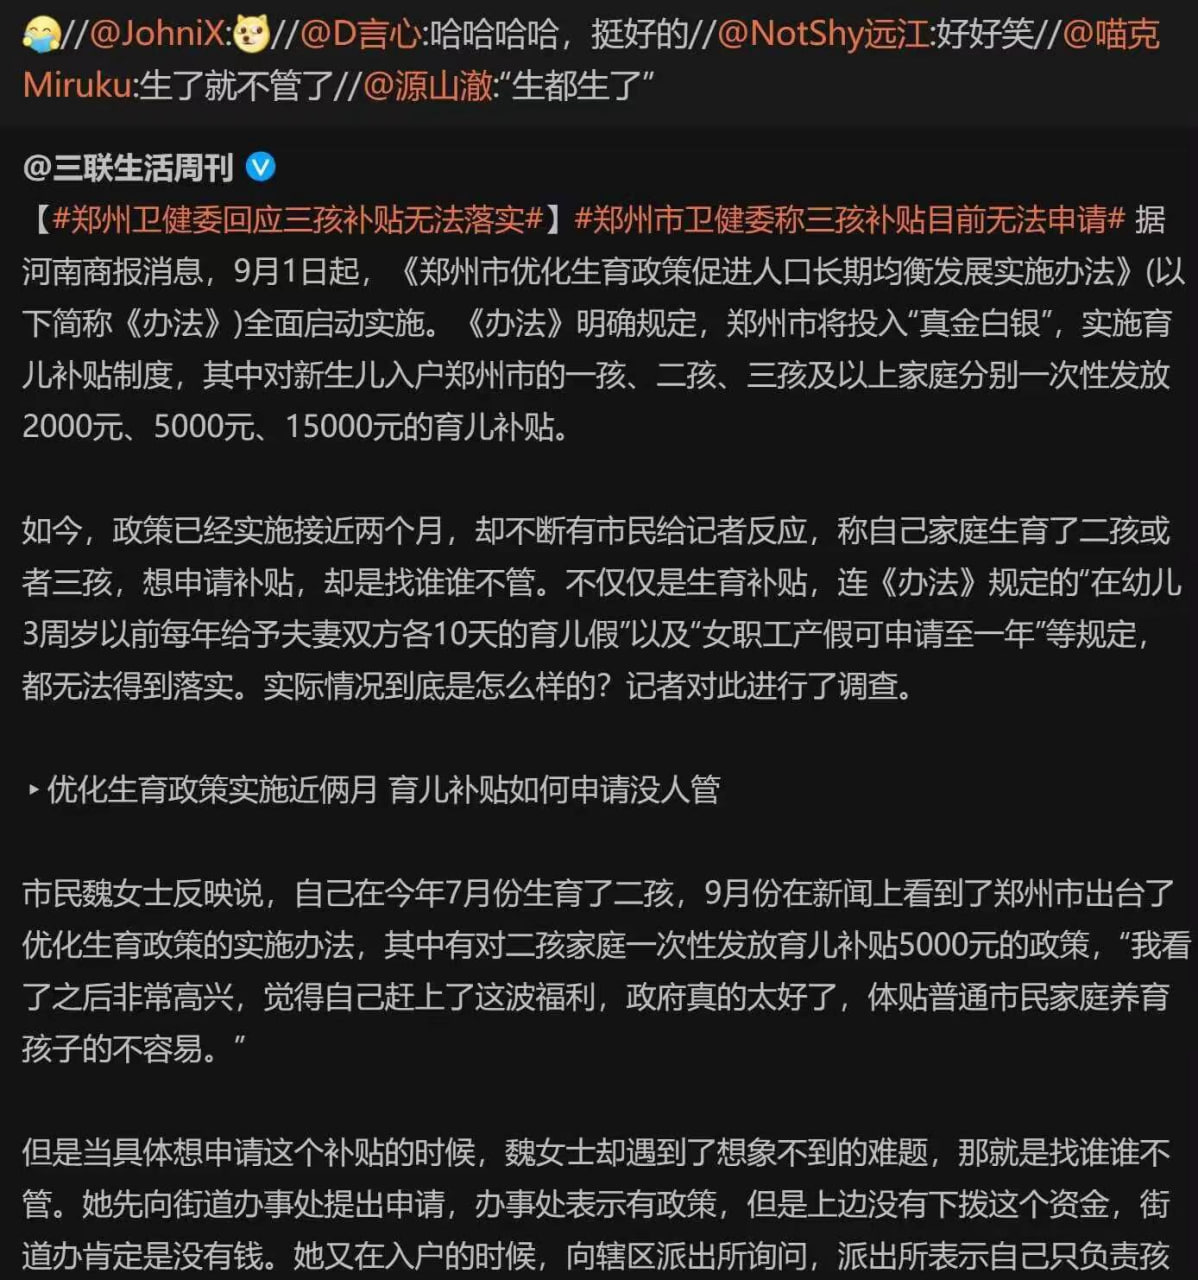 //@JohniX://@D言心:哈哈哈哈，挺好的//@NotShy远江:好好笑//@喵克
Miruku:生了就不管了//@源山澈:“生都生了”
@三联生活周刊
【#郑州卫健委回应三孩补贴无法落实#】#郑州市卫健委称三孩补贴目前无法申请# 据
河南商报消息，9月1日起，《郑州市优化生育政策促进人口长期均衡发展实施办法》(以
下简称《办法》)全面启动实施。《办法》明确规定，郑州市将投入“真金白银”，实施育
儿补贴制度，其中对新生儿入户郑州市的一孩、二孩、三孩及以上家庭分别一次性发放
2000元、5000元、15000元的育儿补贴。
如今，政策已经实施接近两个月，却不断有市民给记者反应，称自己家庭生育了二孩或
者三孩，想申请补贴，却是找谁谁不管。不仅仅是生育补贴，连《办法》规定的“在幼儿
3周岁以前每年给予夫妻双方各10天的育儿假”以及“女职工产假可申请至一年”等规定，
都无法得到落实。实际情况到底是怎么样的？记者对此进行了调查。
‣优化生育政策实施近俩月 育儿补贴如何申请没人管
市民魏女士反映说，自己在今年7月份生育了二孩，9月份在新闻上看到了郑州市出台了
优化生育政策的实施办法，其中有对二孩家庭一次性发放育儿补贴5000元的政策，“我看
了之后非常高兴，觉得自己赶上了这波福利，政府真的太好了，体贴普通市民家庭养育
孩子的不容易。”
但是当具体想申请这个补贴的时候，魏女士却遇到了想象不到的难题，那就是找谁谁不
管。她先向街道办事处提出申请，办事处表示有政策，但是上边没有下拨这个资金，街
道办肯定是没有钱。她又在入户的时候，向辖区派出所询问，派出所表示自己只负责孩